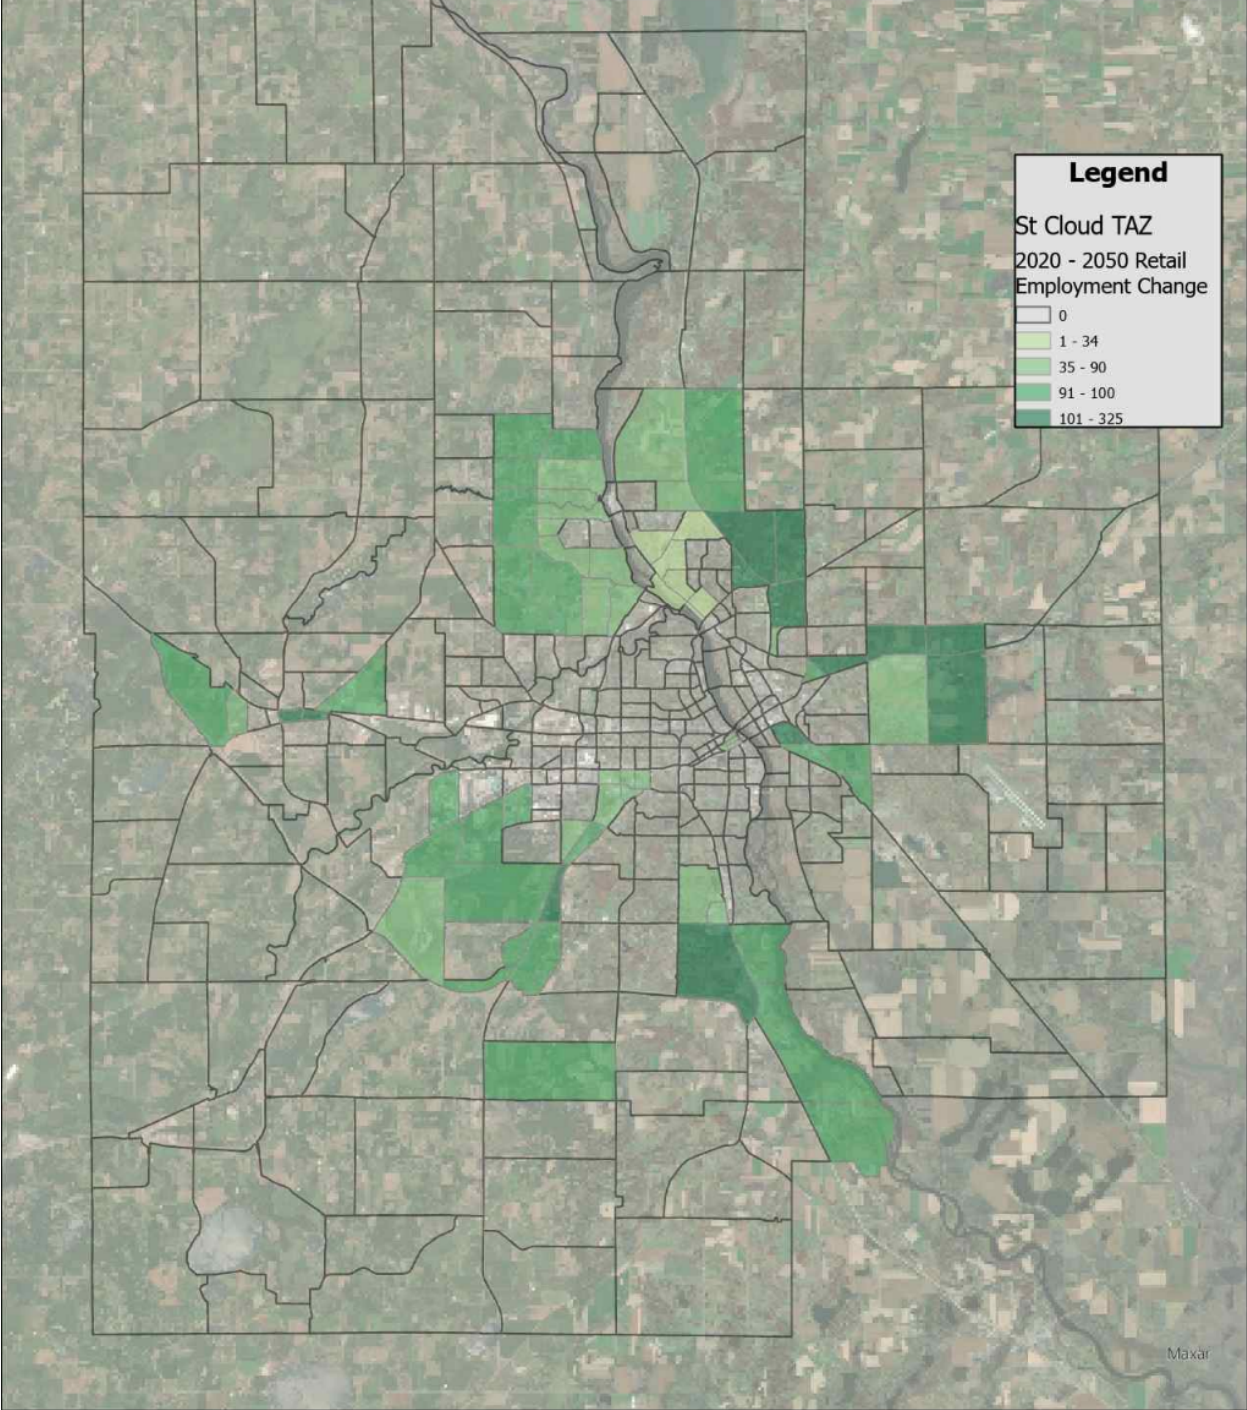 Legend
St Cloud TAZ
2020 - 2050 Retail
Employment Change
0
1 - 34
35 - 90
91 - 100
101 - 325
Maxar